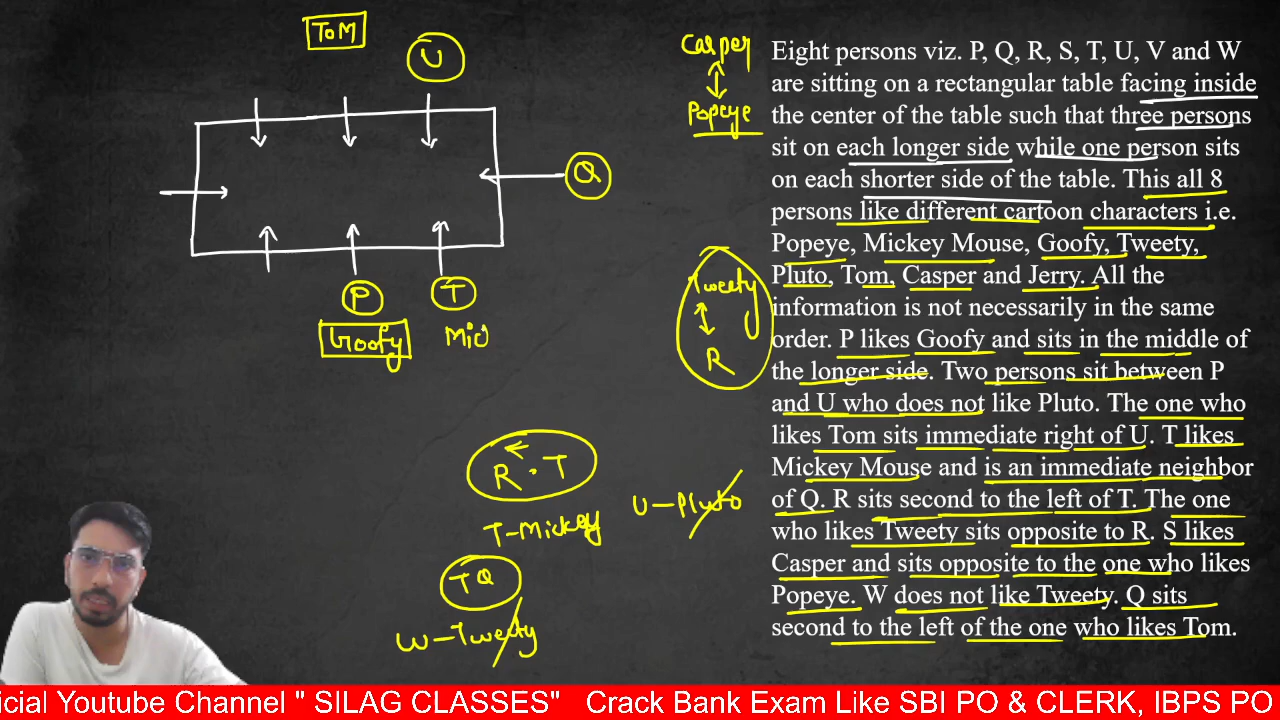 TOM
U
Q
P
T
Goofy
Mic
Casper
Popeye
Tweety
R
R . T
T-Mickey
U-Pluto
TQ
W-Tweety
Eight persons viz. P, Q, R, S, T, U, V and W
are sitting on a rectangular table facing inside
the center of the table such that three persons
sit on each longer side while one person sits
on each shorter side of the table. This all 8
persons like different cartoon characters i.e.
Popeye, Mickey Mouse, Goofy, Tweety,
Pluto, Tom, Casper and Jerry. All the
information is not necessarily in the same
order. P likes Goofy and sits in the middle of
the longer side. Two persons sit between P
and U who does not like Pluto. The one who
likes Tom sits immediate right of U. T likes
Mickey Mouse and is an immediate neighbor
of Q. R sits second to the left of T. The one
who likes Tweety sits opposite to R. S likes
Casper and sits opposite to the one who likes
Popeye. W does not like Tweety. Q sits
second to the left of the one who likes Tom.
icial Youtube Channel " SILAG CLASSES" Crack Bank Exam Like SBI PO & CLERK, IBPS PO